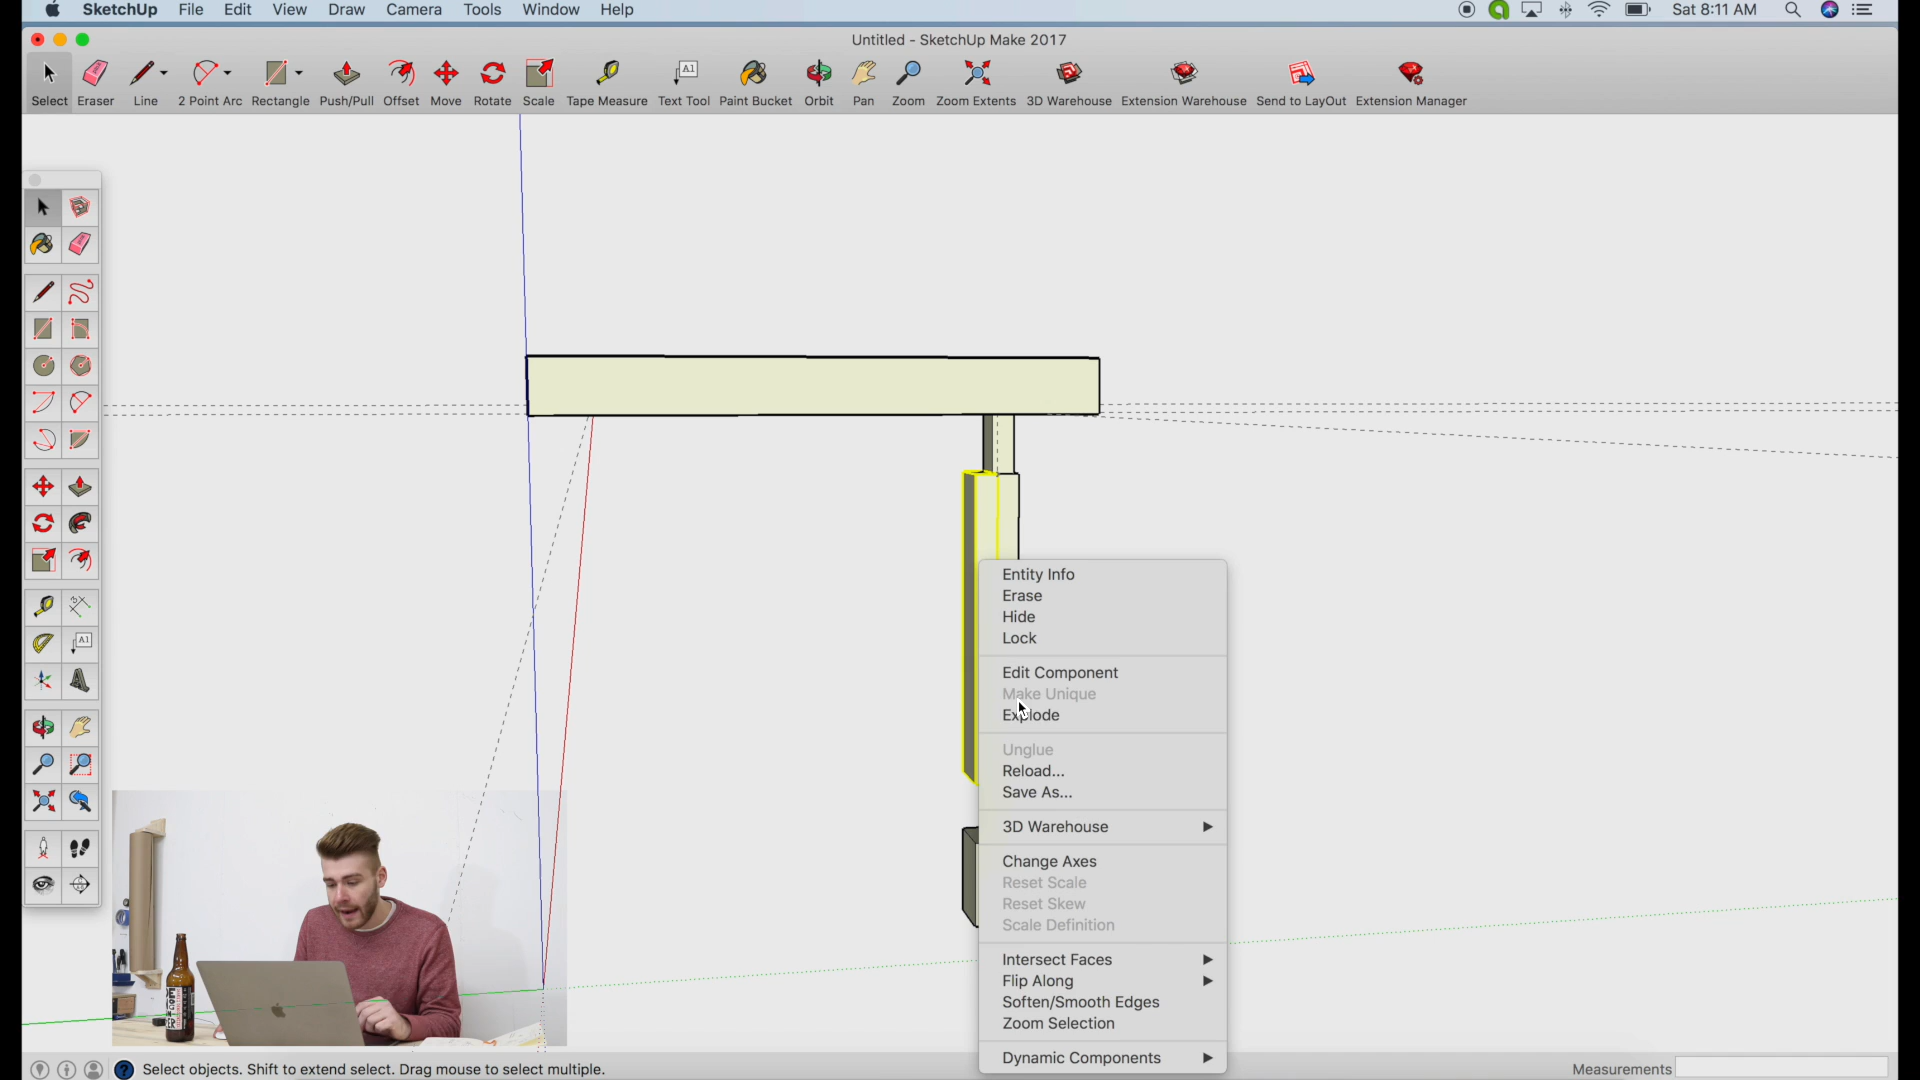 SketchUp File Edit View Draw Camera Tools Window Help Sat 8:11 AM
Untitled - SketchUp Make 2017
Select Eraser Line 2 Point Arc Rectangle Push/Pull Offset Move Rotate Scale Tape Measure Text Tool Paint Bucket Orbit Pan Zoom Zoom Extents 3D Warehouse Extension Warehouse Send to LayOut Extension Manager
Entity Info
Erase
Hide
Lock
Edit Component
Make Unique
Explode
Unglue
Reload...
Save As...
3D Warehouse
Change Axes
Reset Scale
Reset Skew
Scale Definition
Intersect Faces
Flip Along
Soften/Smooth Edges
Zoom Selection
Dynamic Components
Select objects. Shift to extend select. Drag mouse to select multiple. Measurements